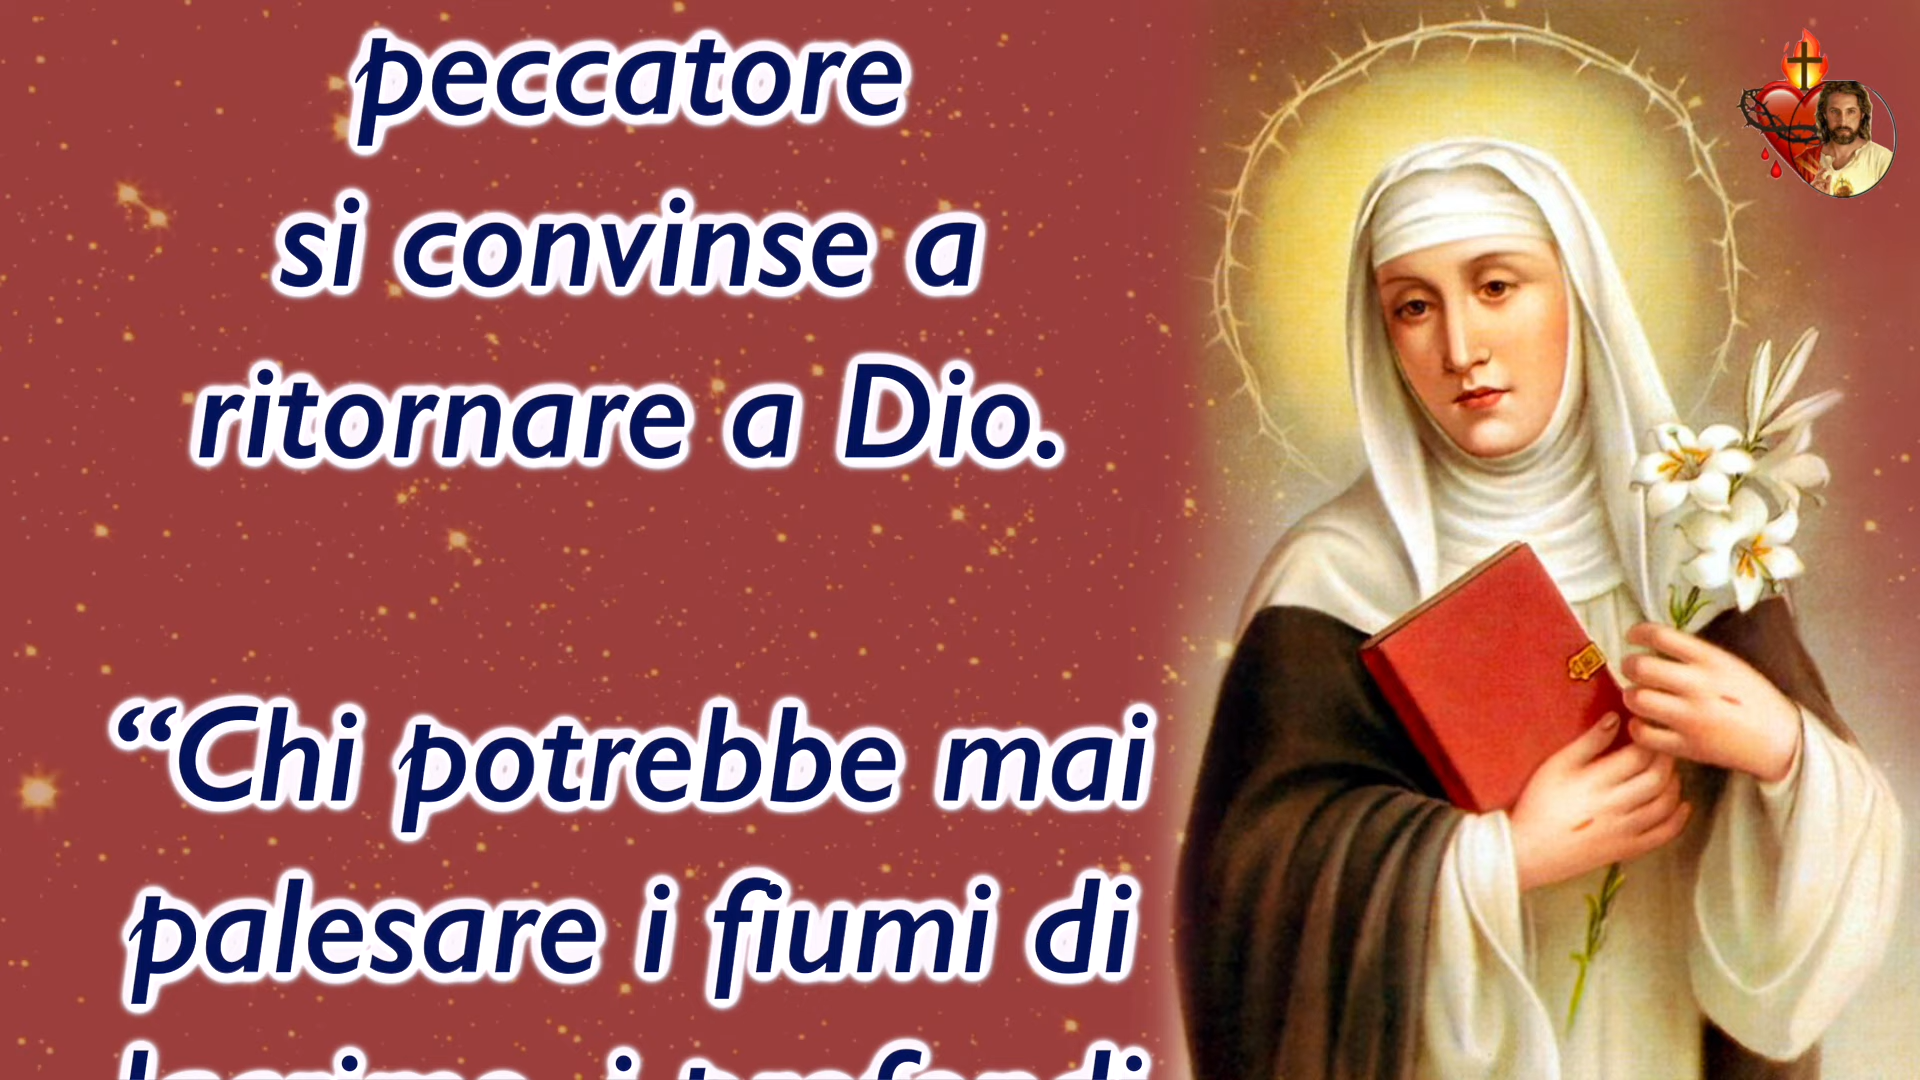 peccatore
si convinse a
ritornare a Dio.
“Chi potrebbe mai
palesare i fiumi di